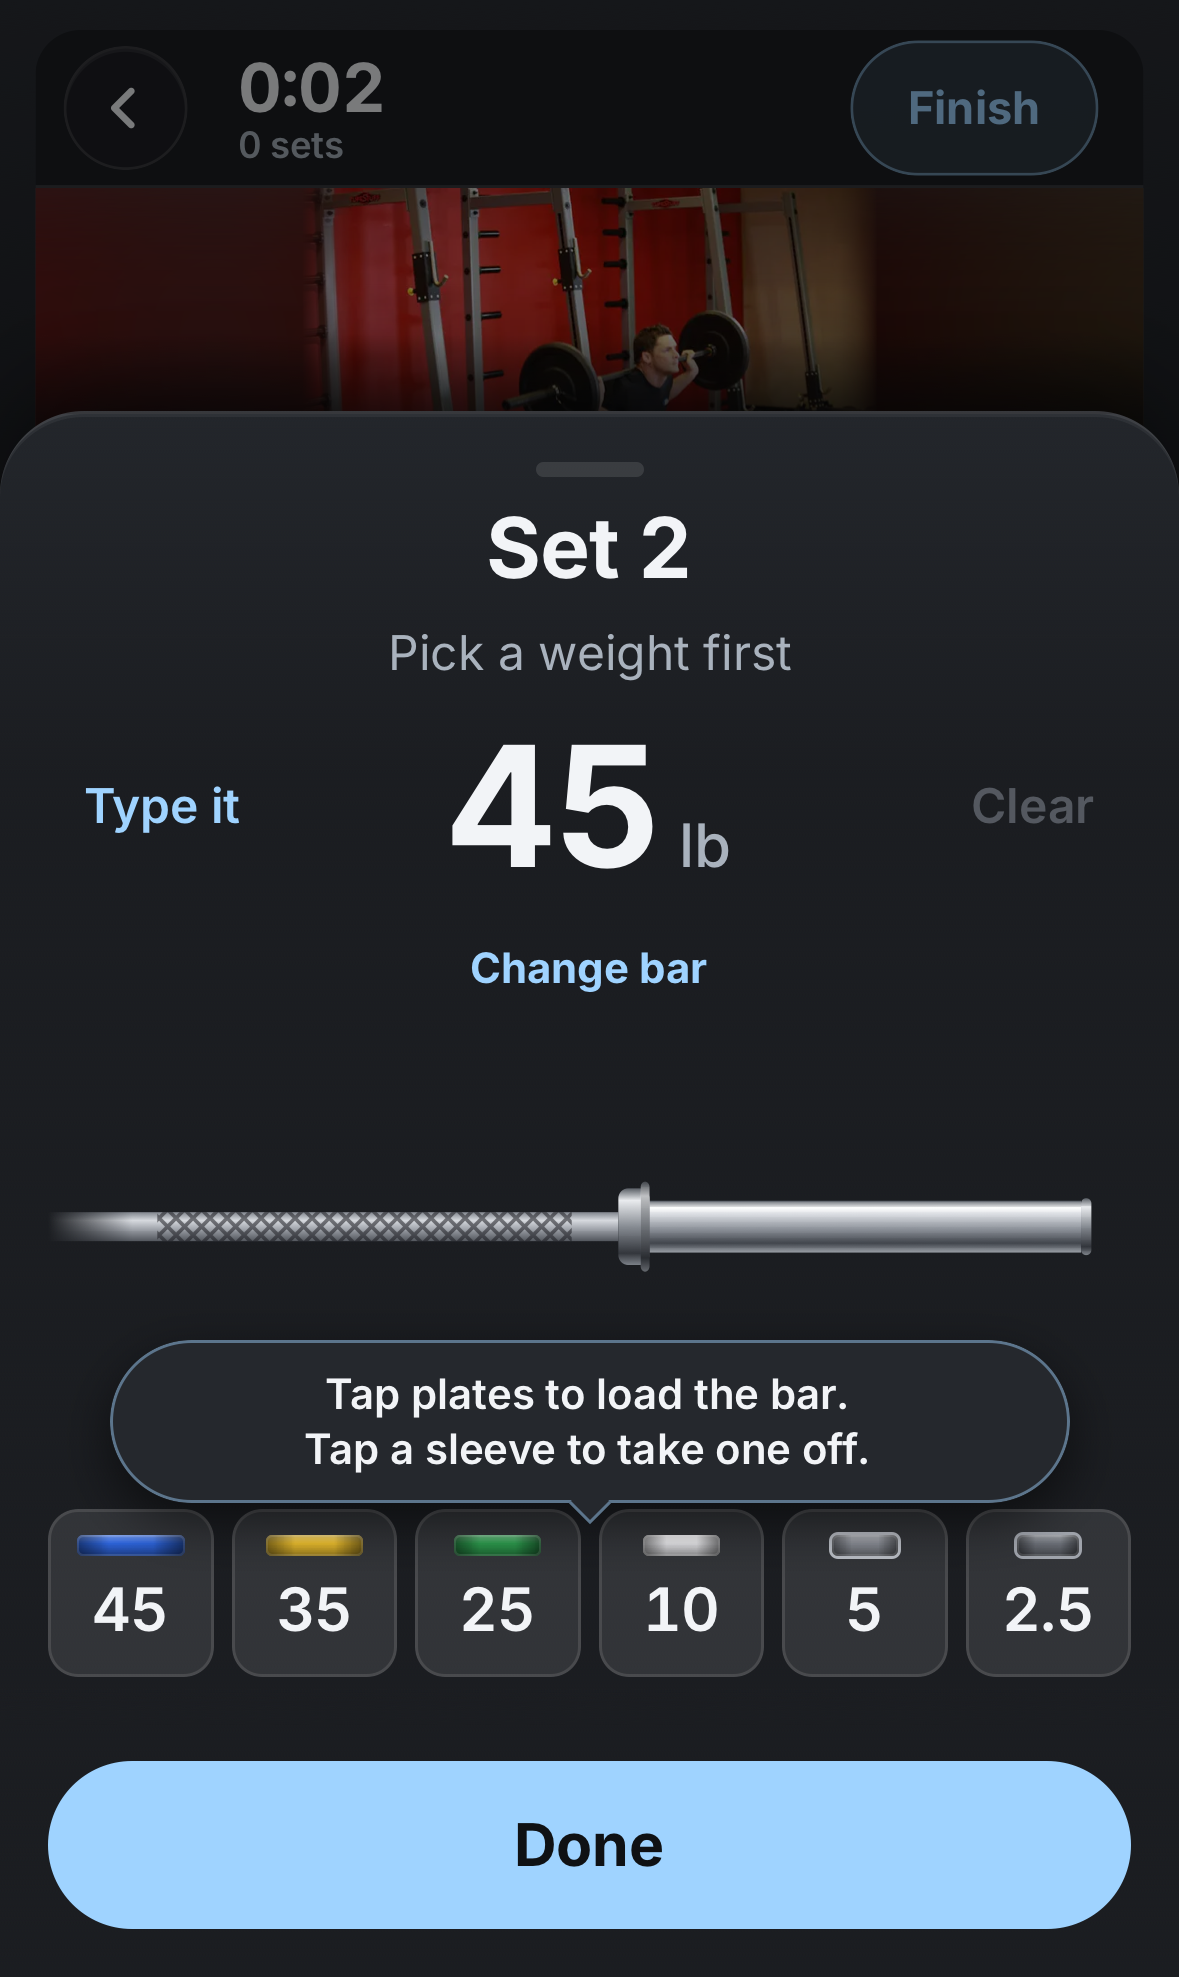 0:02
0 sets
Finish
Set 2
Pick a weight first
Type it
45 lb
Clear
Change bar
Tap plates to load the bar.
Tap a sleeve to take one off.
45
35
25
10
5
2.5
Done